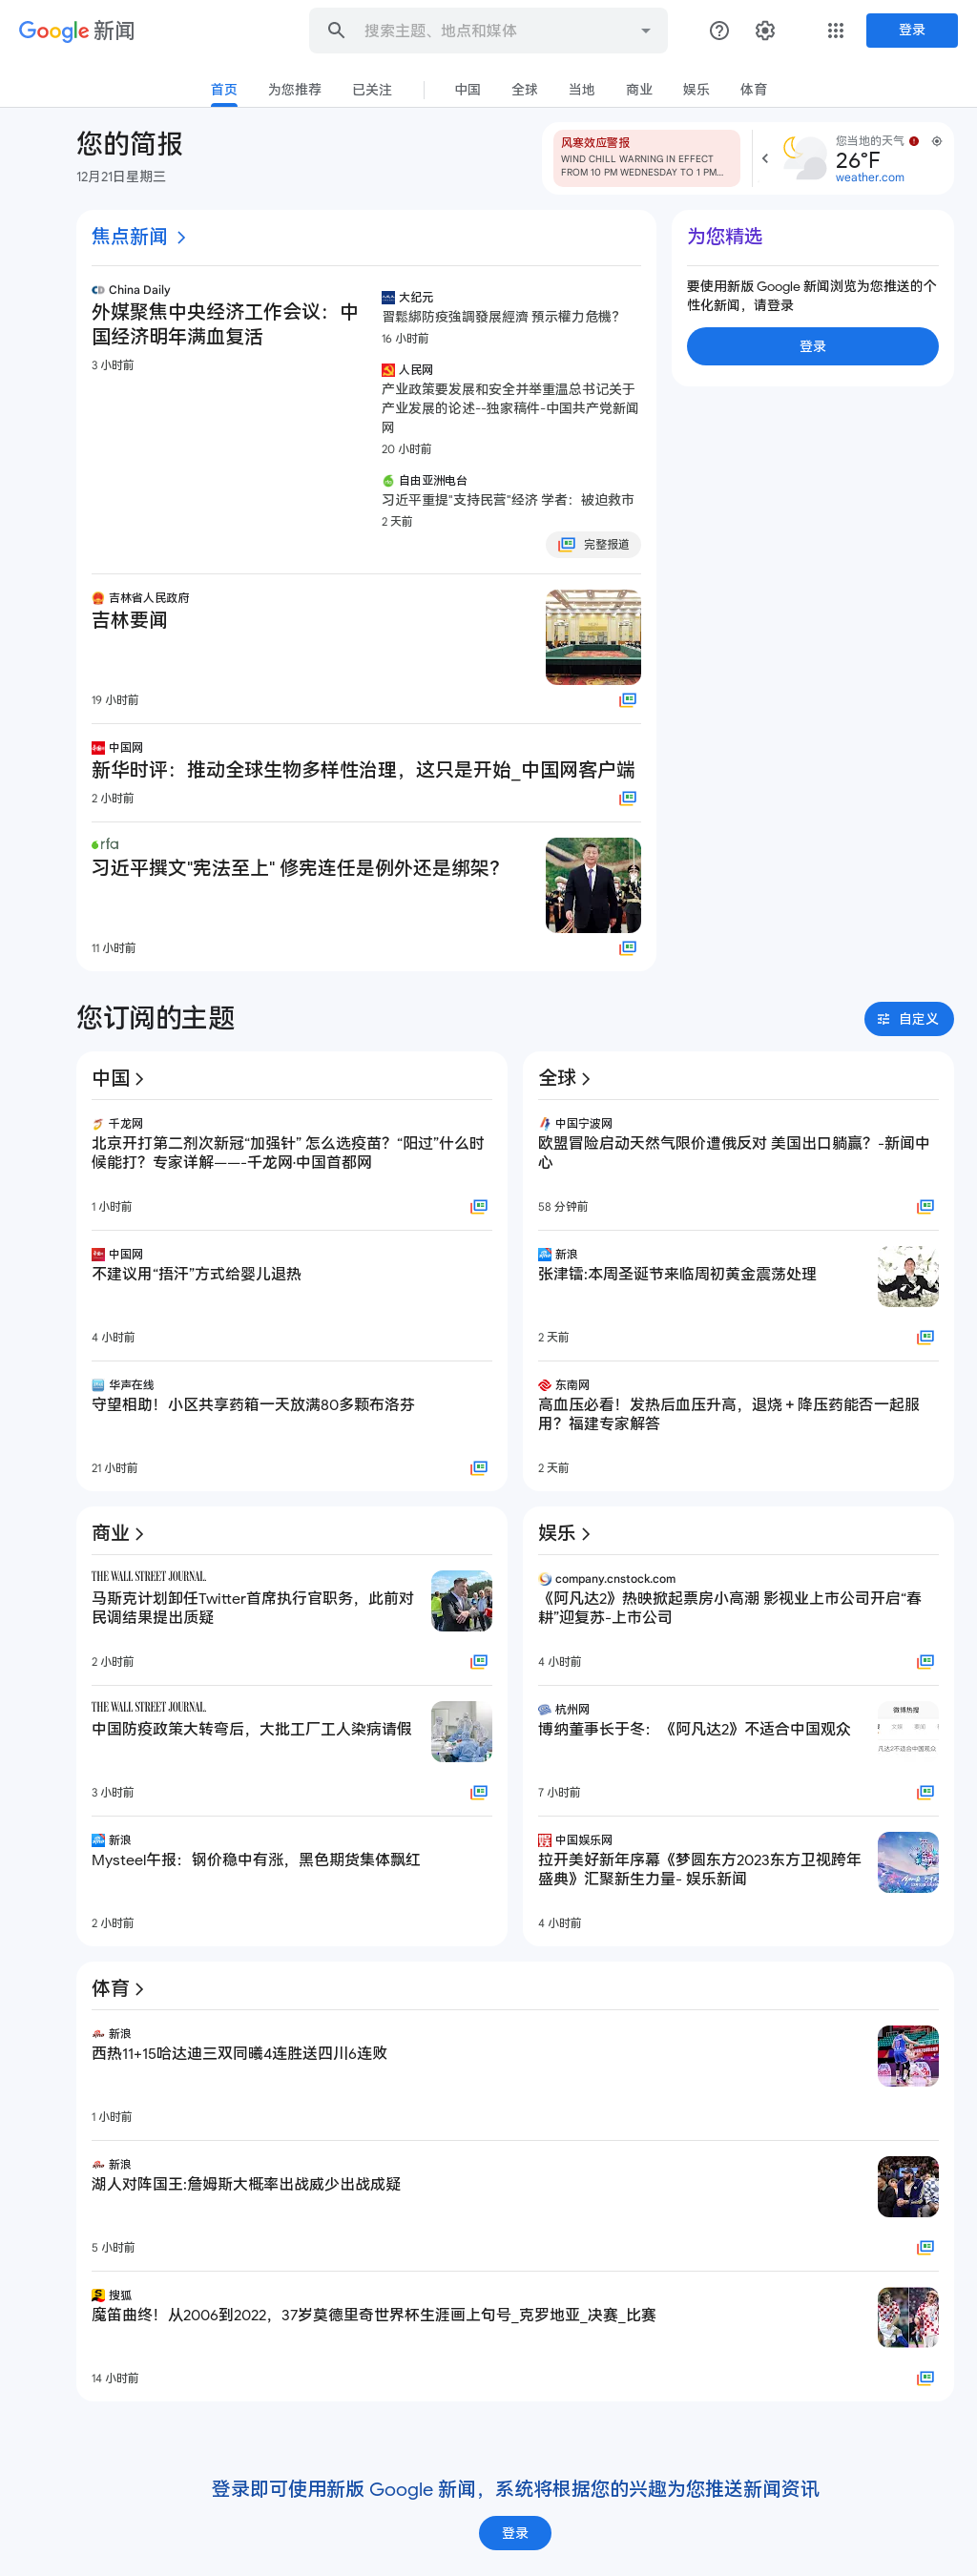 Google 新闻
搜索主题、地点和媒体
登录
首页
为您推荐
已关注
中国
全球
当地
商业
娱乐
体育
您的简报
12月21日星期三
风寒效应警报
WIND CHILL WARNING IN EFFECT
FROM 10 PM WEDNESDAY TO 1 PM...
您当地的天气
26°F
weather.com
焦点新闻
China Daily
外媒聚焦中央经济工作会议：中
国经济明年满血复活
3 小时前
大纪元
習鬆綁防疫強調發展經濟 預示權力危機?
16 小时前
人民网
产业政策要发展和安全并举重温总书记关于
产业发展的论述--独家稿件-中国共产党新闻
网
20 小时前
自由亚洲电台
习近平重提"支持民营"经济 学者：被迫救市
2 天前
完整报道
吉林省人民政府
吉林要闻
19 小时前
中国网
新华时评：推动全球生物多样性治理，这只是开始_中国网客户端
2 小时前
rfa
习近平撰文"宪法至上" 修宪连任是例外还是绑架?
11 小时前
为您精选
要使用新版 Google 新闻浏览为您推送的个
性化新闻，请登录
登录
您订阅的主题
自定义
中国
千龙网
北京开打第二剂次新冠“加强针” 怎么选疫苗？“阳过”什么时
候能打？专家详解——-千龙网·中国首都网
1 小时前
中国网
不建议用“捂汗”方式给婴儿退热
4 小时前
华声在线
守望相助！小区共享药箱一天放满80多颗布洛芬
21 小时前
全球
中国宁波网
欧盟冒险启动天然气限价遭俄反对 美国出口躺赢？-新闻中
心
58 分钟前
新浪
张津镭:本周圣诞节来临周初黄金震荡处理
2 天前
东南网
高血压必看！发热后血压升高，退烧＋降压药能否一起服
用？福建专家解答
2 天前
商业
THE WALL STREET JOURNAL.
马斯克计划卸任Twitter首席执行官职务，此前对
民调结果提出质疑
2 小时前
THE WALL STREET JOURNAL.
中国防疫政策大转弯后，大批工厂工人染病请假
3 小时前
新浪
Mysteel午报：钢价稳中有涨，黑色期货集体飘红
2 小时前
娱乐
company.cnstock.com
《阿凡达2》热映掀起票房小高潮 影视业上市公司开启“春
耕”迎复苏-上市公司
4 小时前
杭州网
博纳董事长于冬：《阿凡达2》不适合中国观众
微博热搜
文娱
要闻
凡达2不适合中国观众
7 小时前
中国娱乐网
拉开美好新年序幕《梦圆东方2023东方卫视跨年
盛典》汇聚新生力量- 娱乐新闻
4 小时前
体育
新浪
西热11+15哈达迪三双同曦4连胜送四川6连败
1 小时前
新浪
湖人对阵国王:詹姆斯大概率出战威少出战成疑
5 小时前
搜狐
魔笛曲终！从2006到2022，37岁莫德里奇世界杯生涯画上句号_克罗地亚_决赛_比赛
14 小时前
登录即可使用新版 Google 新闻，系统将根据您的兴趣为您推送新闻资讯
登录